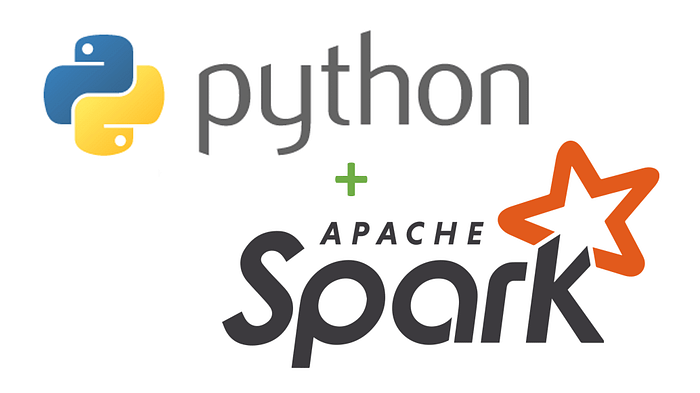 python
+
APACHE
Spark